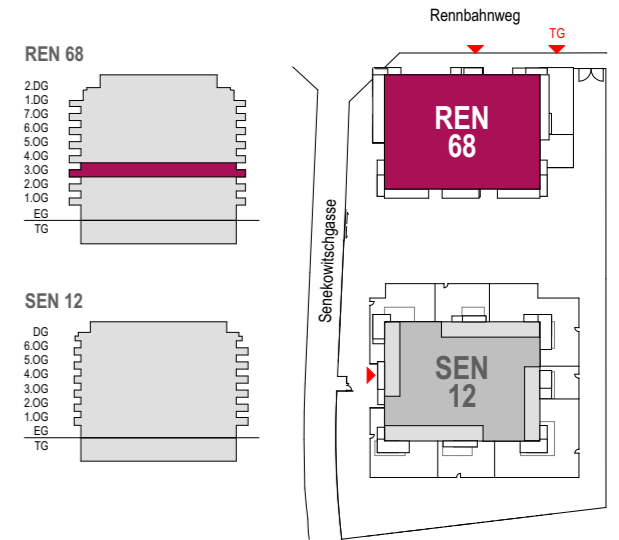 Rennbahnweg
TG
REN 68
2.DG
1.DG
7.OG
6.OG
5.OG
4.OG
3.OG
2.OG
1.OG
EG
TG
REN
68
Senekowitschgasse
SEN 12
DG
6.OG
5.OG
4.OG
3.OG
2.OG
1.OG
EG
TG
SEN
12